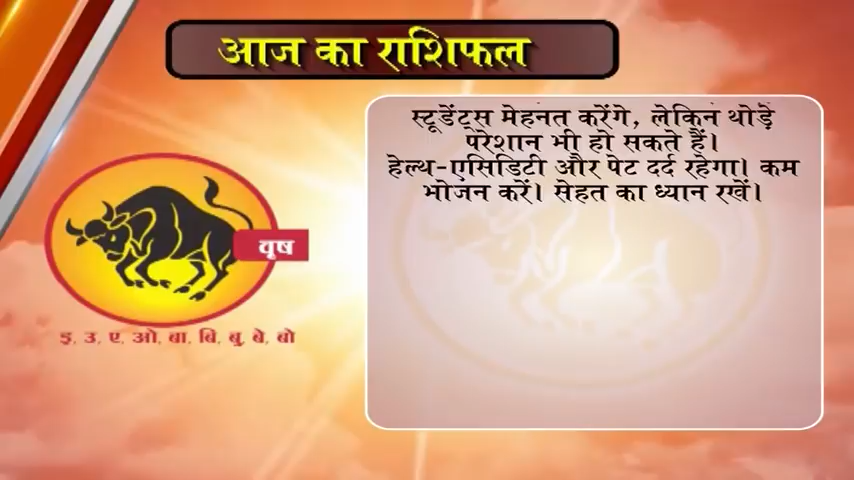 आज का राशिफल
स्टूडेंट्स मेहनत करेंगे, लेकिन थोड़े
परेशान भी हो सकते हैं।
हेल्थ-एसिडिटी और पेट दर्द रहेगा। कम
भोजन करें। सेहत का ध्यान रखें।
वृष
इ, उ, ए, ओ, बा, बि, बु, बे, बो